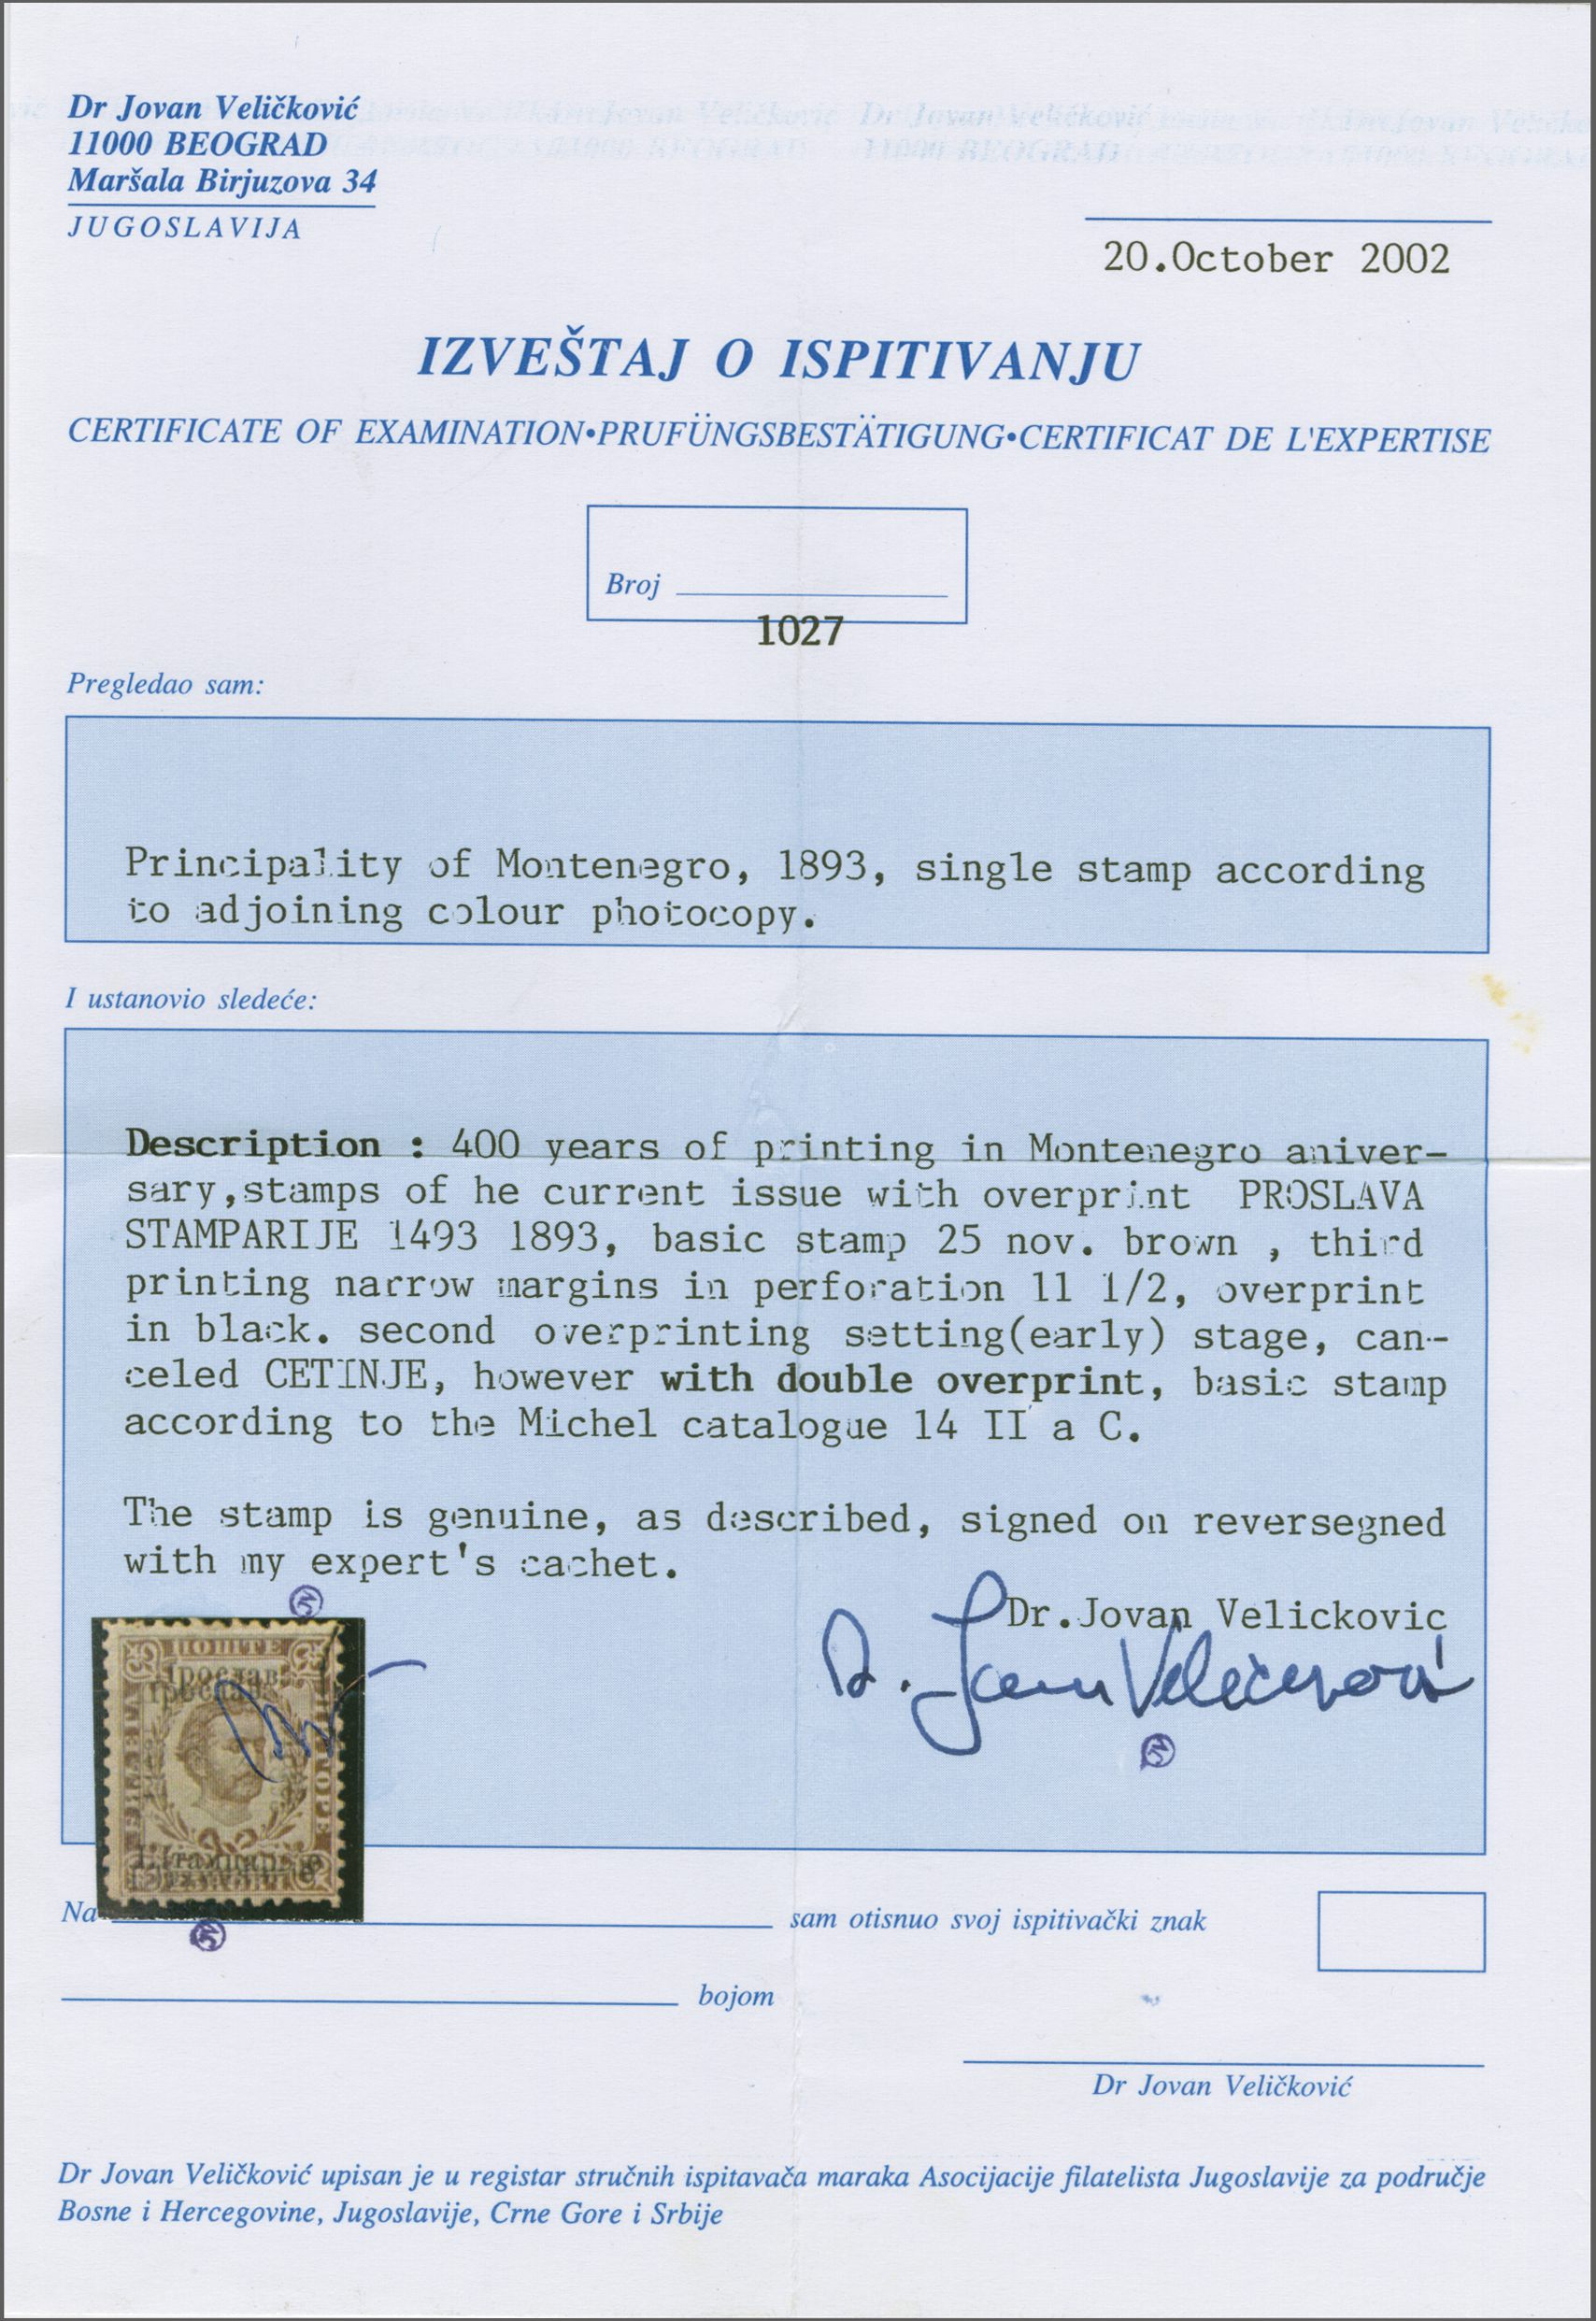 Dr Jovan Veličković
11000 BEOGRAD
Maršala Birjuzova 34
JUGOSLAVIJA
20.October 2002
IZVEŠTAJ O ISPITIVANJU
CERTIFICATE OF EXAMINATION•PRUFÜNGSBESTÄTIGUNG•CERTIFICAT DE L'EXPERTISE
Broj
1027
Pregledao sam:
Principality of Montenegro, 1893, single stamp according
to adjoining colour photocopy.
I ustanovio sledeće:
Description : 400 years of printing in Montenegro aniver-
sary,stamps of he current issue with overprint PROSLAVA
STAMPARIJE 1493 1893, basic stamp 25 nov. brown , third
printing narrow margins in perforation 11 1/2, overprint
in black. second overprinting setting(early) stage, can-
celed CETINJE, however with double overprint, basic stamp
according to the Michel catalogue 14 II a C.
The stamp is genuine, as described, signed on reversegned
with my expert's cachet.
Dr.Jovan Velickovic
Dr. Jovan Veličković
ПОШТЕ
Na
sam otisnuo svoj ispitivački znak
bojom
Dr Jovan Veličković
Dr Jovan Veličković upisan je u registar stručnih ispitavača maraka Asocijacije filatelista Jugoslavije za područje
Bosne i Hercegovine, Jugoslavije, Crne Gore i Srbije